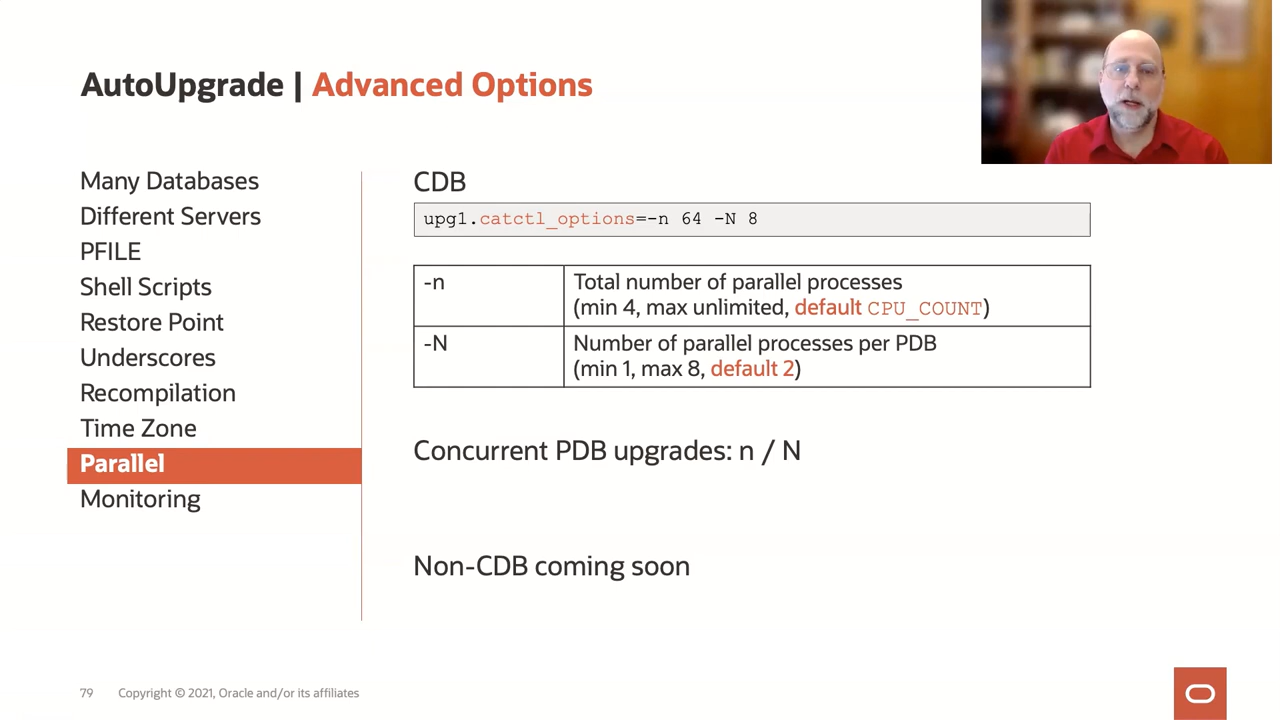 AutoUpgrade | Advanced Options
Many Databases
Different Servers
PFILE
Shell Scripts
Restore Point
Underscores
Recompilation
Time Zone
Parallel
Monitoring
CDB
upg1.catctl_options=-n 64 -N 8
-n
Total number of parallel processes
(min 4, max unlimited, default CPU_COUNT)
-N
Number of parallel processes per PDB
(min 1, max 8, default 2)
Concurrent PDB upgrades: n / N
Non-CDB coming soon
79 Copyright © 2021, Oracle and/or its affiliates